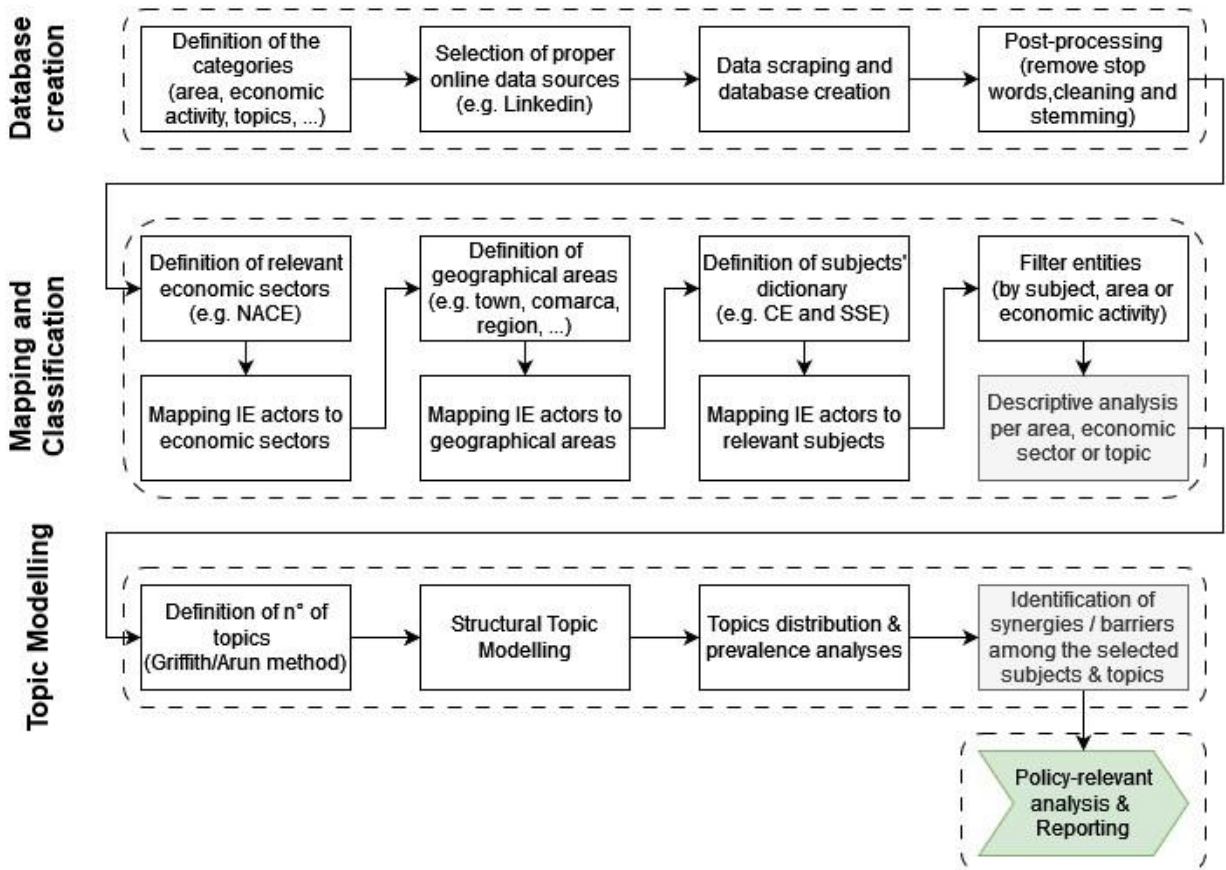 Database
creation
Definition of the
categories
(area, economic
activity, topics, ...)
Selection of proper
online data sources
(e.g. Linkedin)
Data scraping and
database creation
Post-processing
(remove stop
words,cleaning and
stemming)
Mapping and
Classification
Definition of relevant
economic sectors
(e.g. NACE)
Definition of
geographical areas
(e.g. town, comarca,
region, ...)
Definition of subjects'
dictionary
(e.g. CE and SSE)
Filter entities
(by subject, area or
economic activity)
Mapping IE actors to
economic sectors
Mapping IE actors to
geographical areas
Mapping IE actors to
relevant subjects
Descriptive analysis
per area, economic
sector or topic
Topic Modelling
Definition of n° of
topics
(Griffith/Arun method)
Structural Topic
Modelling
Topics distribution &
prevalence analyses
Identification of
synergies / barriers
among the selected
subjects & topics
Policy-relevant
analysis &
Reporting